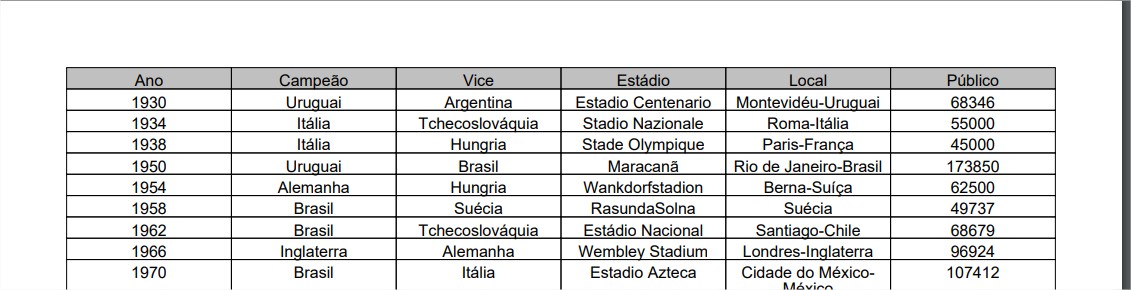 Ano Campeão Vice Estádio Local Público
1930 Uruguai Argentina Estadio Centenario Montevidéu-Uruguai 68346
1934 Itália Tchecoslováquia Stadio Nazionale Roma-Itália 55000
1938 Itália Hungria Stade Olympique Paris-França 45000
1950 Uruguai Brasil Maracanã Rio de Janeiro-Brasil 173850
1954 Alemanha Hungria Wankdorfstadion Berna-Suíça 62500
1958 Brasil Suécia RasundaSolna Suécia 49737
1962 Brasil Tchecoslováquia Estádio Nacional Santiago-Chile 68679
1966 Inglaterra Alemanha Wembley Stadium Londres-Inglaterra 96924
1970 Brasil Itália Estadio Azteca Cidade do México- 107412
México